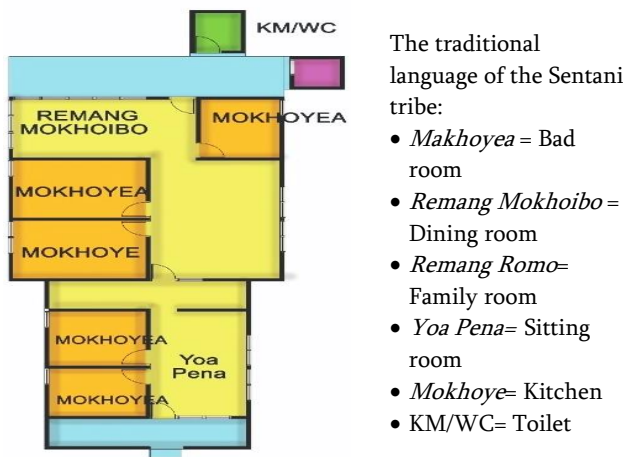 KM/WC
REMANG
MOKHOIBO
MOKHOYEA
MOKHOYEA
MOKHOYE
MOKHOYEA
Yoa
Pena
MOKHOYEA
The traditional
language of the Sentani
tribe:
• Makhoyea = Bad
room
• Remang Mokhoibo =
Dining room
• Remang Romo=
Family room
• Yoa Pena= Sitting
room
• Mokhoye= Kitchen
• KM/WC= Toilet